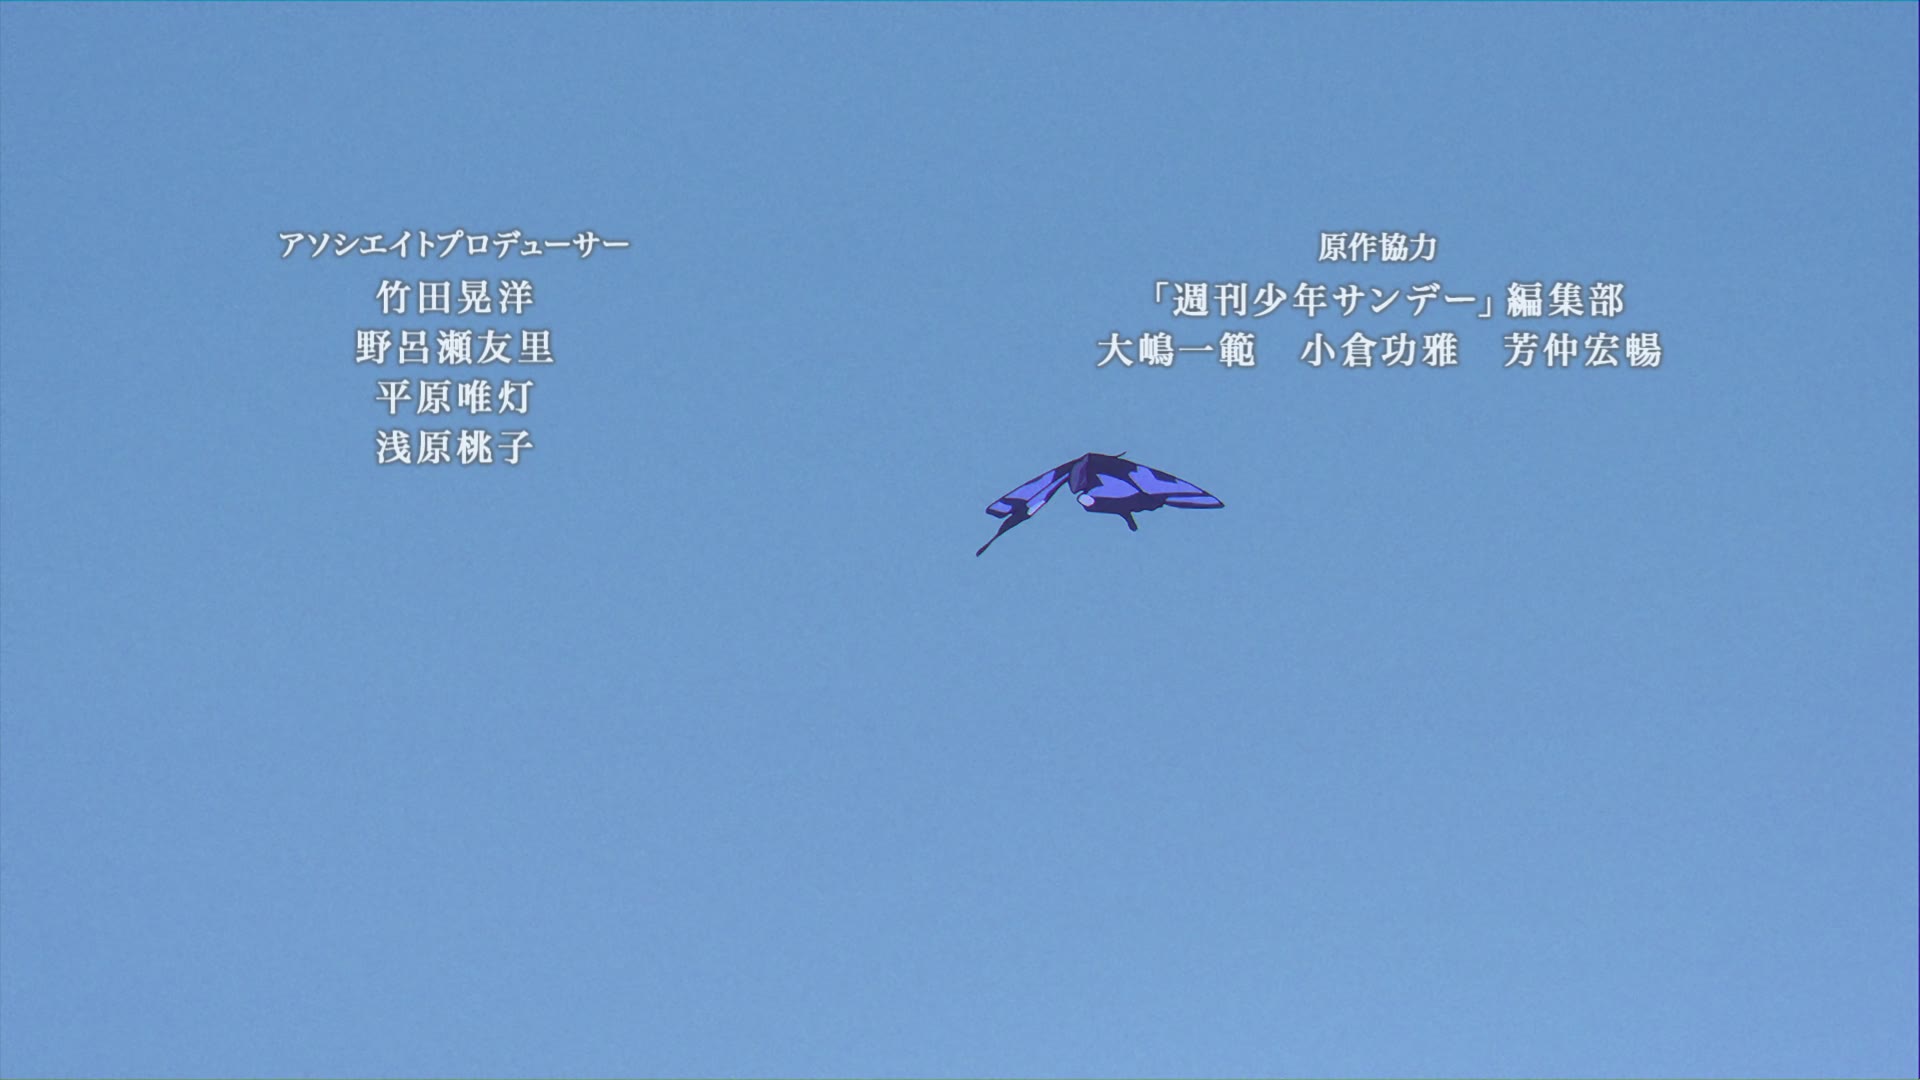 アソシエイトプロデューサー
竹田晃洋
野呂瀬友里
平原唯灯
浅原桃子
原作協力
「週刊少年サンデー」編集部
大嶋一範　小倉功雅　芳仲宏暢